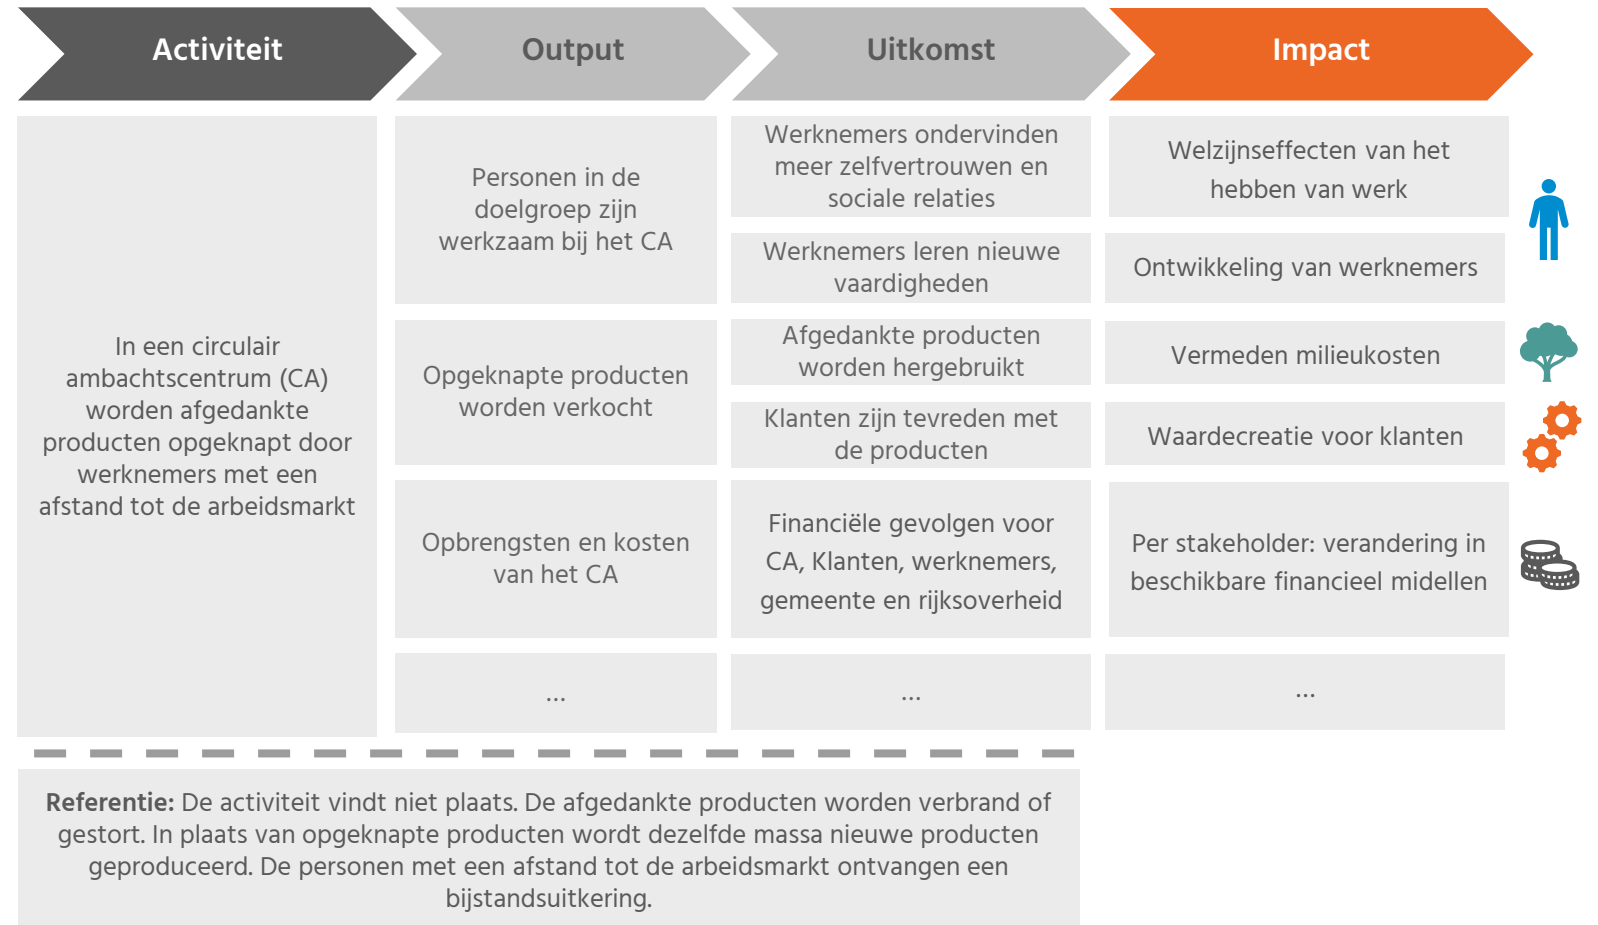 Activiteit
Output
Uitkomst
Impact
In een circulair
ambachtscentrum (CA)
worden afgedankte
producten opgeknapt door
werknemers met een
afstand tot de arbeidsmarkt
Personen in de
doelgroep zijn
werkzaam bij het CA
Opgeknapte producten
worden verkocht
Opbrengsten en kosten
van het CA
...
Werknemers ondervinden
meer zelfvertrouwen en
sociale relaties
Werknemers leren nieuwe
vaardigheden
Afgedankte producten
worden hergebruikt
Klanten zijn tevreden met
de producten
Financiële gevolgen voor
CA, Klanten, werknemers,
gemeente en rijksoverheid
...
Welzijnseffecten van het
hebben van werk
Ontwikkeling van werknemers
Vermeden milieukosten
Waardecreatie voor klanten
Per stakeholder: verandering in
beschikbare financieel midellen
...
Referentie: De activiteit vindt niet plaats. De afgedankte producten worden verbrand of
gestort. In plaats van opgeknapte producten wordt dezelfde massa nieuwe producten
geproduceerd. De personen met een afstand tot de arbeidsmarkt ontvangen een
bijstandsuitkering.